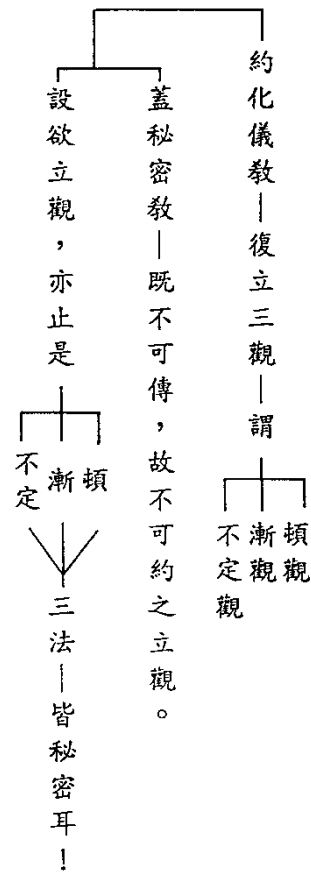 約化儀教—復立三觀—謂
頓觀
漸觀
不定觀
蓋秘密教—既不可傳，故不可約之立觀。
設欲立觀，亦止是
頓
漸
不定
三法—皆秘密耳！